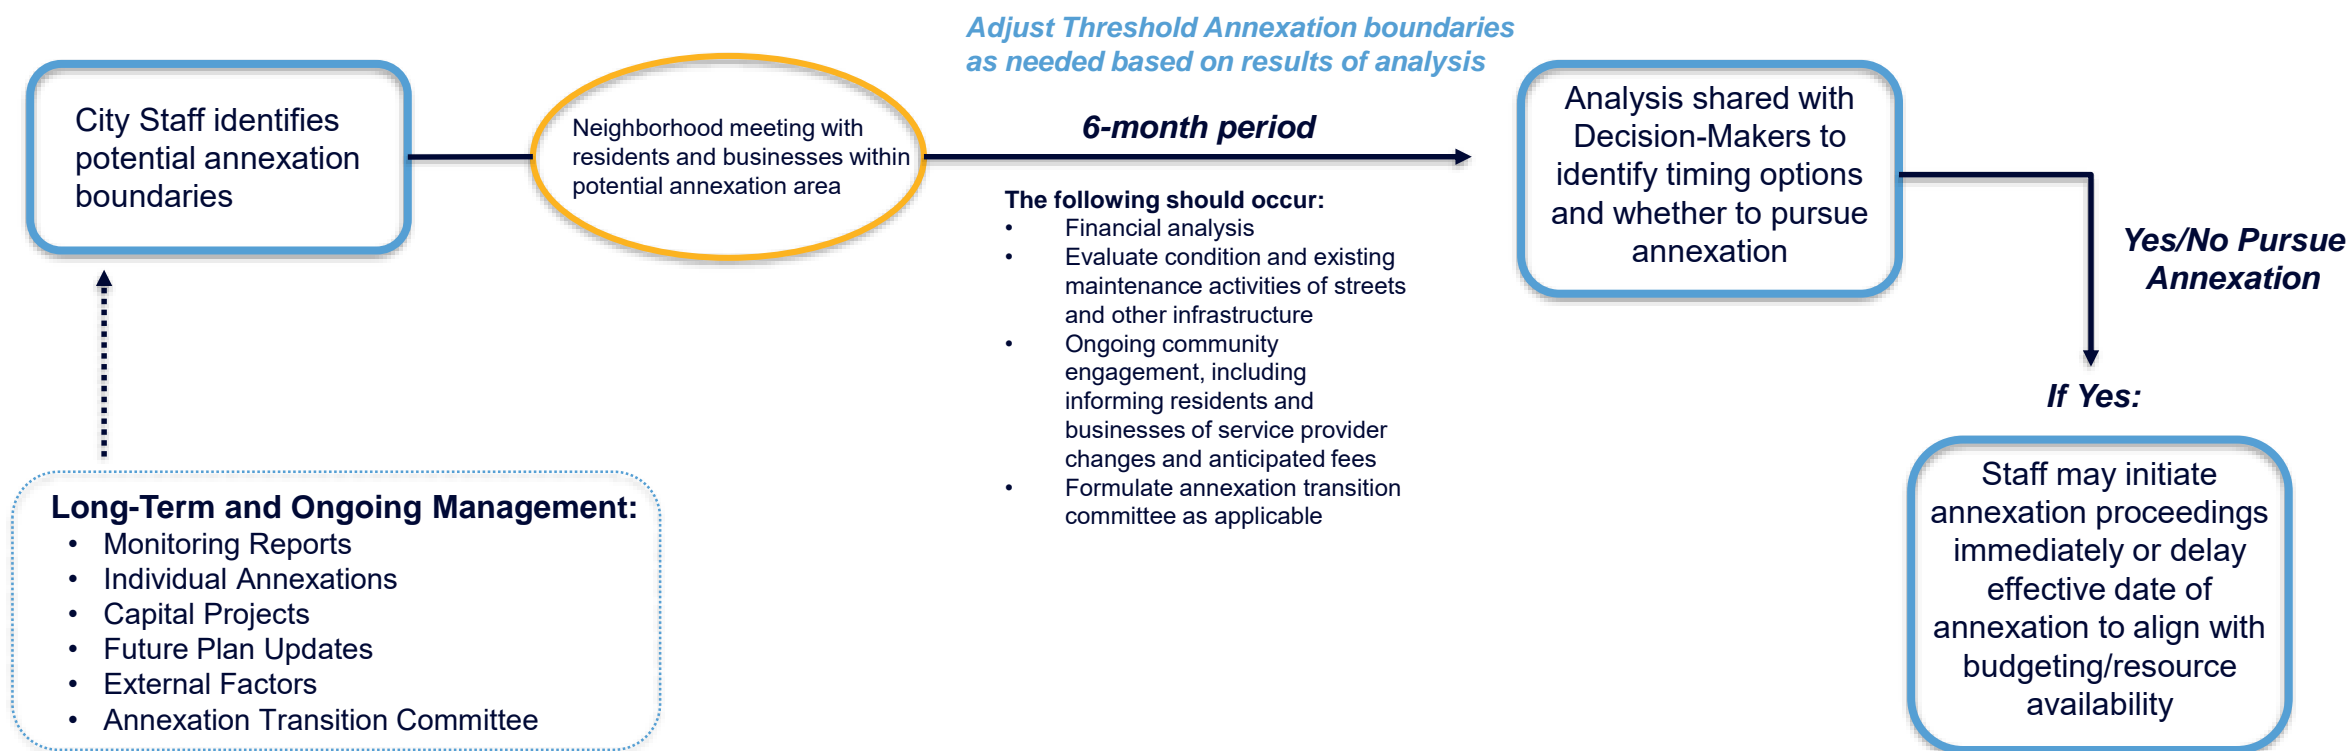 City Staff identifies
potential annexation
boundaries
Neighborhood meeting with
residents and businesses within
potential annexation area
Adjust Threshold Annexation boundaries
as needed based on results of analysis
6-month period
The following should occur:
• Financial analysis
• Evaluate condition and existing
maintenance activities of streets
and other infrastructure
• Ongoing community
engagement, including
informing residents and
businesses of service provider
changes and anticipated fees
• Formulate annexation transition
committee as applicable
Analysis shared with
Decision-Makers to
identify timing options
and whether to pursue
annexation
Yes/No Pursue
Annexation
If Yes:
Staff may initiate
annexation proceedings
immediately or delay
effective date of
annexation to align with
budgeting/resource
availability
Long-Term and Ongoing Management:
• Monitoring Reports
• Individual Annexations
• Capital Projects
• Future Plan Updates
• External Factors
• Annexation Transition Committee